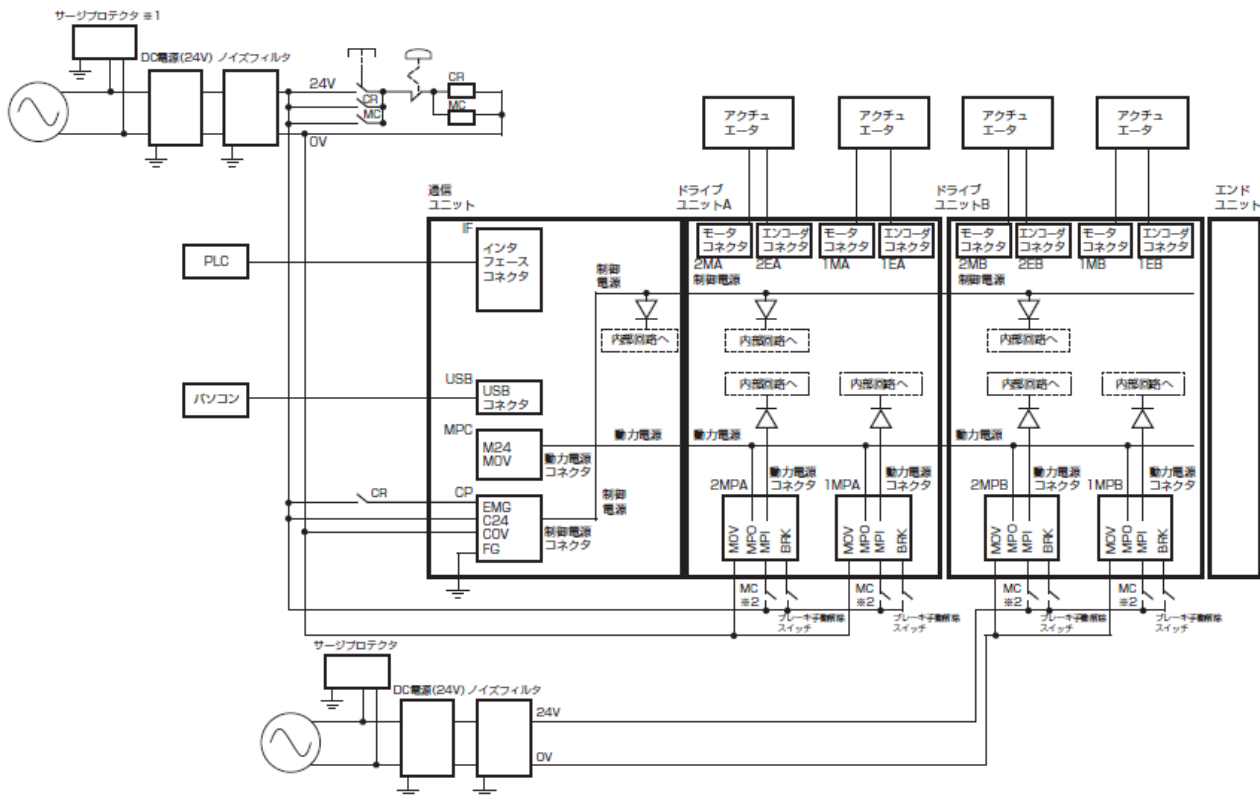 サージプロテクタ ※1
DC電源(24V) ノイズフィルタ
24V
CR
MC
0V
CR
MC
アクチュ
エータ
アクチュ
エータ
アクチュ
エータ
アクチュ
エータ
通信
ユニット
ドライブ
ユニットA
ドライブ
ユニットB
エンド
ユニット
IF
インタ
フェース
コネクタ
PLC
モータ
コネクタ
エンコーダ
コネクタ
モータ
コネクタ
エンコーダ
コネクタ
モータ
コネクタ
エンコーダ
コネクタ
モータ
コネクタ
エンコーダ
コネクタ
2MA
2EA
1MA
1EA
2MB
2EB
1MB
1EB
制御
電源
制御電源
制御電源
内部回路へ
内部回路へ
内部回路へ
USB
USB
コネクタ
パソコン
内部回路へ
内部回路へ
内部回路へ
内部回路へ
MPC
M24
M0V
動力電源
コネクタ
動力電源
動力電源
動力電源
CR
CP
EMG
C24
C0V
FG
制御電源
コネクタ
制御
電源
2MPA
動力電源
コネクタ
1MPA
動力電源
コネクタ
2MPB
動力電源
コネクタ
1MPB
動力電源
コネクタ
M0V
MPO
MPI
BRK
M0V
MPO
MPI
BRK
M0V
MPO
MPI
BRK
M0V
MPO
MPI
BRK
MC
※2
ブレーキ手動解除
スイッチ
MC
※2
ブレーキ手動解除
スイッチ
MC
※2
ブレーキ手動解除
スイッチ
MC
※2
ブレーキ手動解除
スイッチ
サージプロテクタ
DC電源(24V) ノイズフィルタ
24V
0V